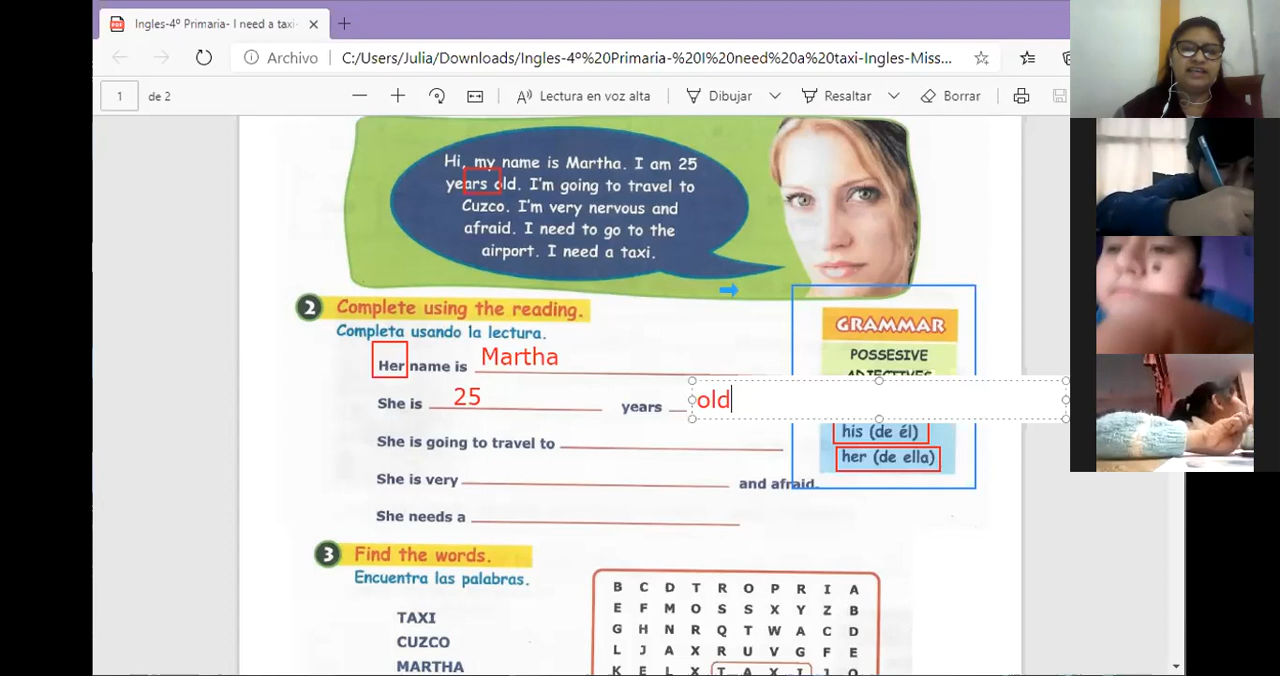 Ingles-4º Primaria- I need a taxi-
Archivo
C:/Users/Julia/Downloads/Ingles-4º%20Primaria-%20I%20need%20a%20taxi-Ingles-Miss...
1
de 2
Lectura en voz alta
Dibujar
Resaltar
Borrar
Hi, my name is Martha. I am 25
years old. I'm going to travel to
Cuzco. I'm very nervous and
afraid. I need to go to the
airport. I need a taxi.
2 Complete using the reading.
Completa usando la lectura.
Her name is Martha
She is 25 years old
She is going to travel to
She is very and afraid.
She needs a
GRAMMAR
POSSESIVE
ADJECTIVES
his (de él)
her (de ella)
3 Find the words.
Encuentra las palabras.
TAXI
CUZCO
MARTHA
B C D T R O P R I A
E F M O S S X Y Z B
G H N R Q T W A C D
L J A X R U V G F E
K E L X T A X I J O